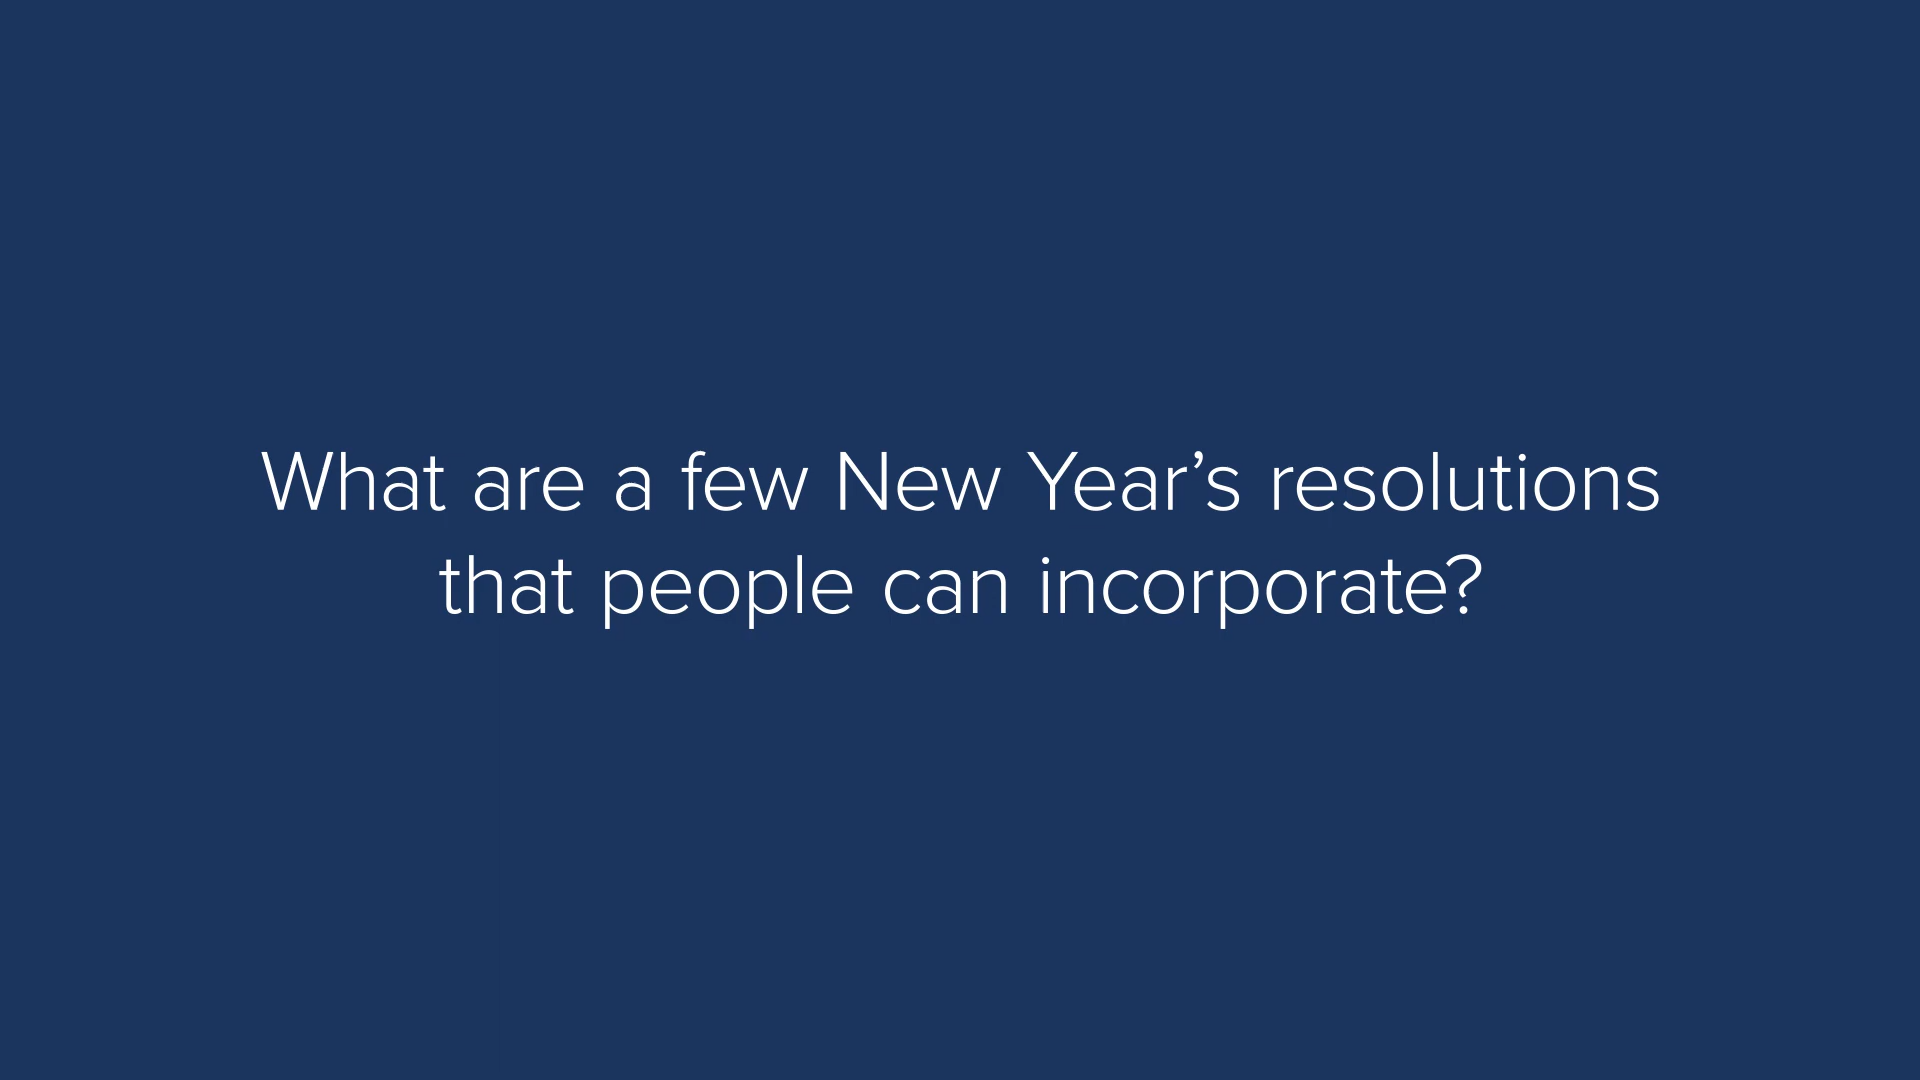 What are a few New Year’s resolutions
that people can incorporate?